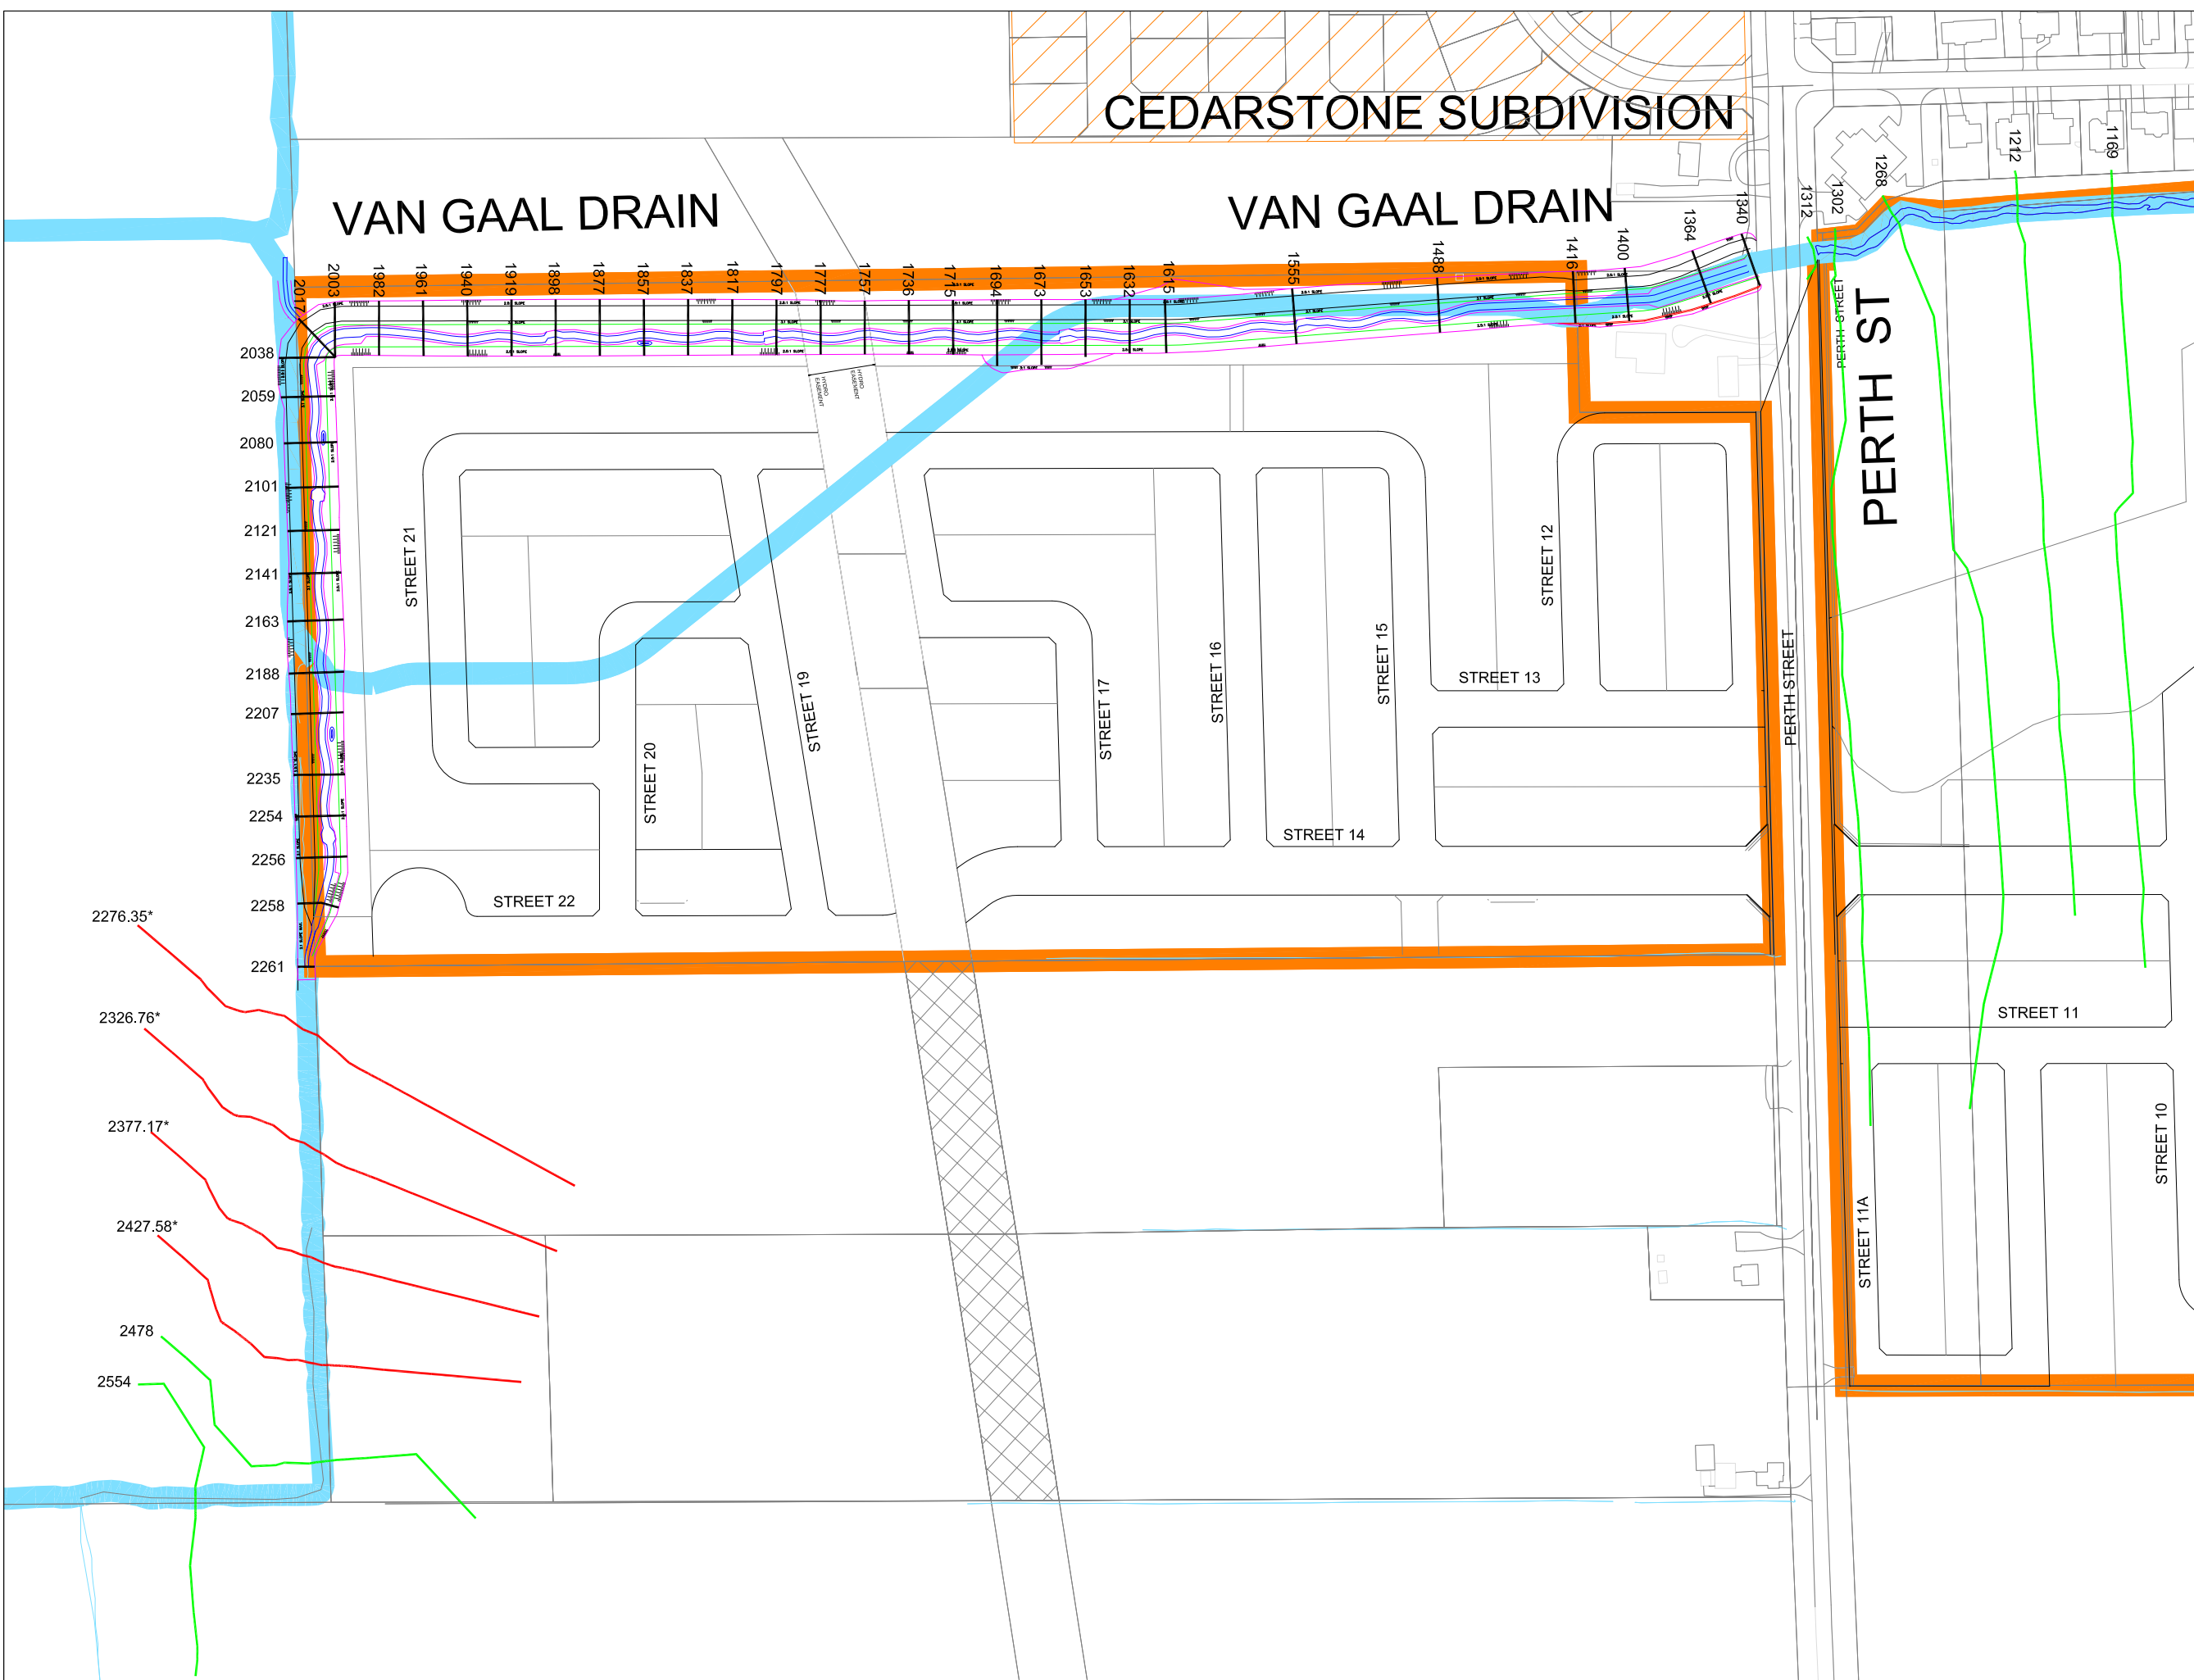 CEDARSTONE SUBDIVISION
VAN GAAL DRAIN
VAN GAAL DRAIN
1169
1212
1268
1302
1312
1340
1364
1400
1416
1488
1555
1615
1632
1653
1673
1694
1715
1736
1757
1777
1797
1817
1837
1857
1877
1898
1919
1940
1961
1982
2003
2017
2038
2059
2080
2101
2121
2141
2163
2188
2207
2235
2254
2256
2258
2261
HYDRO
EASEMENT
HYDRO
EASEMENT
PERTH STREET
PERTH ST
PERTH STREET
STREET 21
STREET 20
STREET 19
STREET 17
STREET 16
STREET 15
STREET 12
STREET 13
STREET 14
STREET 22
STREET 11
STREET 11A
STREET 10
2276.35*
2326.76*
2377.17*
2427.58*
2478
2554